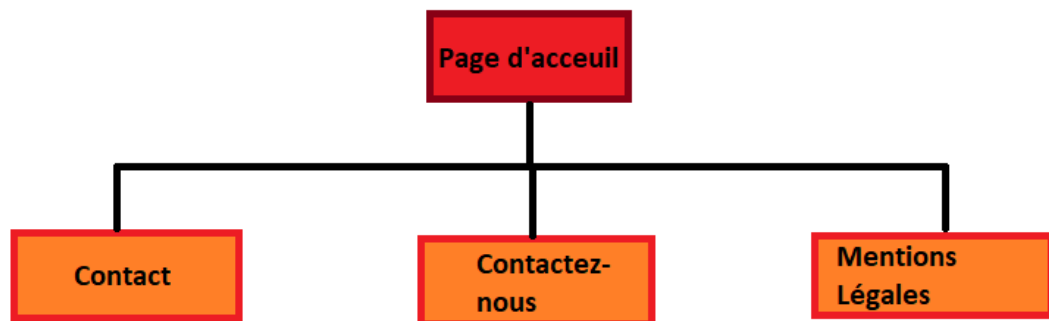 Page d'acceuil
Contact
Contactez-
nous
Mentions
Légales